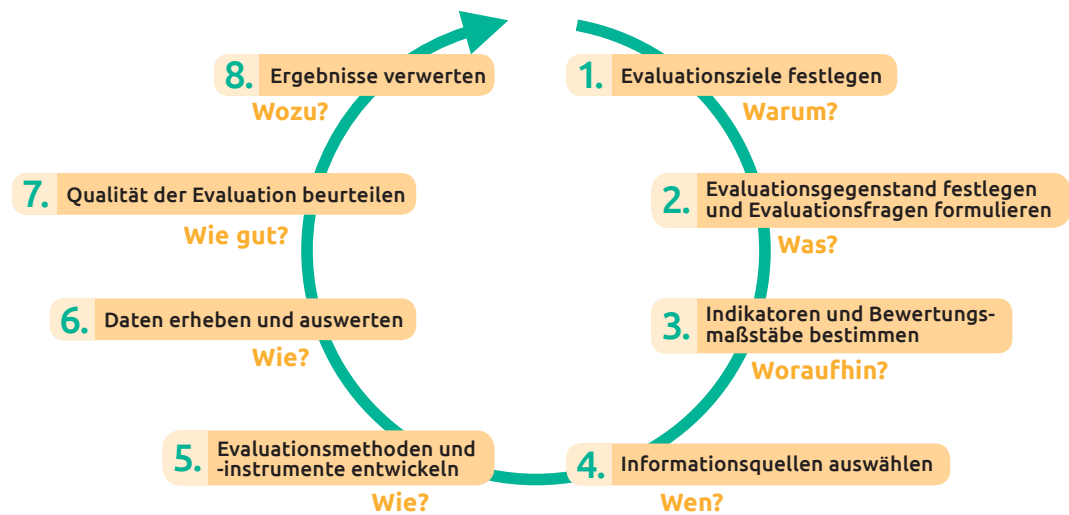 1. Evaluationsziele festlegen
Warum?
2. Evaluationsgegenstand festlegen
und Evaluationsfragen formulieren
Was?
3. Indikatoren und Bewertungs-
maßstäbe bestimmen
Woraufhin?
4. Informationsquellen auswählen
Wen?
5. Evaluationsmethoden und
-instrumente entwickeln
Wie?
6. Daten erheben und auswerten
Wie?
7. Qualität der Evaluation beurteilen
Wie gut?
8. Ergebnisse verwerten
Wozu?